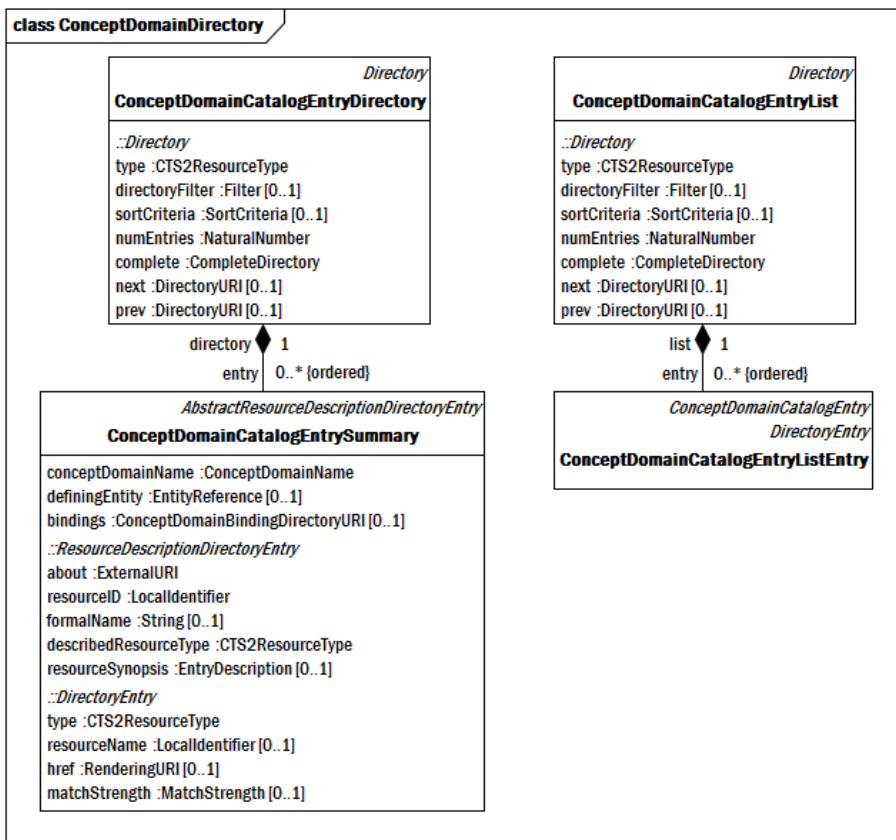 class ConceptDomainDirectory
Directory
ConceptDomainCatalogEntryDirectory
::Directory
type :CTS2ResourceType
directoryFilter :Filter [0..1]
sortCriteria :SortCriteria [0..1]
numEntries :NaturalNumber
complete :CompleteDirectory
next :DirectoryURI [0..1]
prev :DirectoryURI [0..1]
directory 1
entry 0..* {ordered}
AbstractResourceDescriptionDirectoryEntry
ConceptDomainCatalogEntrySummary
conceptDomainName :ConceptDomainName
definingEntity :EntityReference [0..1]
bindings :ConceptDomainBindingDirectoryURI [0..1]
::ResourceDescriptionDirectoryEntry
about :ExternalURI
resourceID :LocalIdentifier
formalName :String [0..1]
describedResourceType :CTS2ResourceType
resourceSynopsis :EntryDescription [0..1]
::DirectoryEntry
type :CTS2ResourceType
resourceName :LocalIdentifier [0..1]
href :RenderingURI [0..1]
matchStrength :MatchStrength [0..1]
Directory
ConceptDomainCatalogEntryList
::Directory
type :CTS2ResourceType
directoryFilter :Filter [0..1]
sortCriteria :SortCriteria [0..1]
numEntries :NaturalNumber
complete :CompleteDirectory
next :DirectoryURI [0..1]
prev :DirectoryURI [0..1]
list 1
entry 0..* {ordered}
ConceptDomainCatalogEntry
DirectoryEntry
ConceptDomainCatalogEntryListEntry